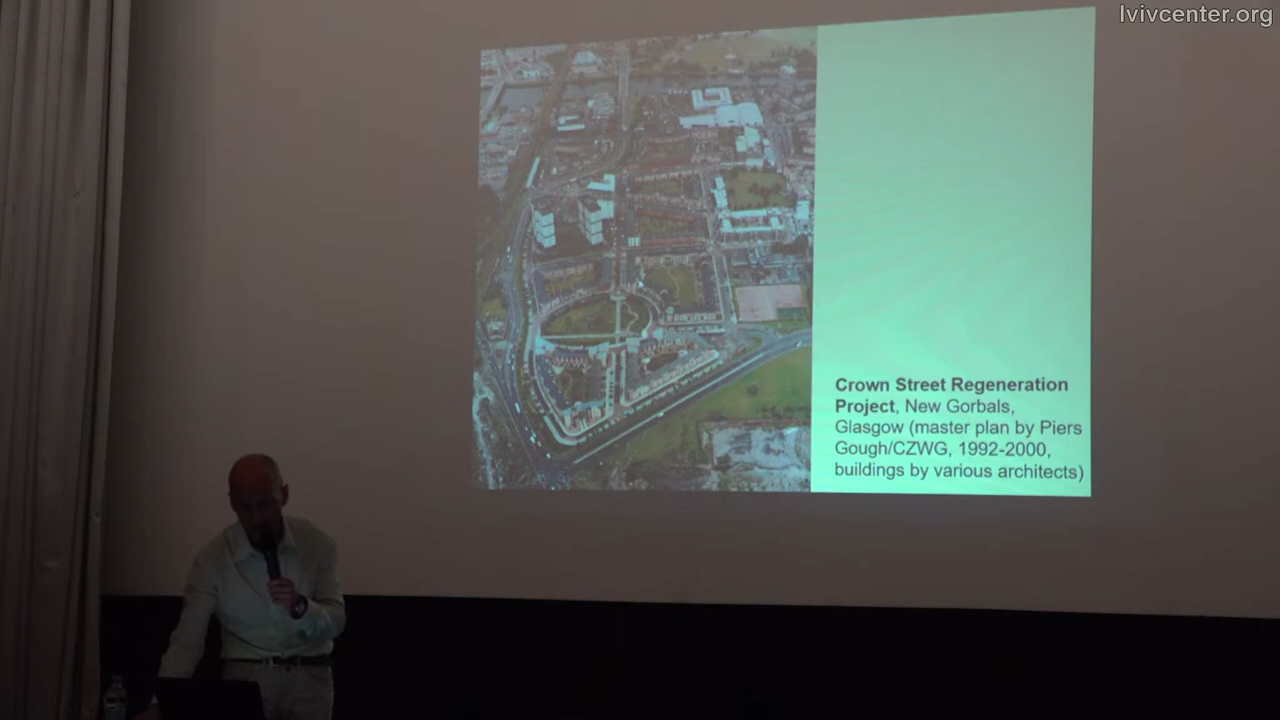 lvivcenter.org
Crown Street Regeneration
Project, New Gorbals,
Glasgow (master plan by Piers
Gough/CZWG, 1992-2000,
buildings by various architects)